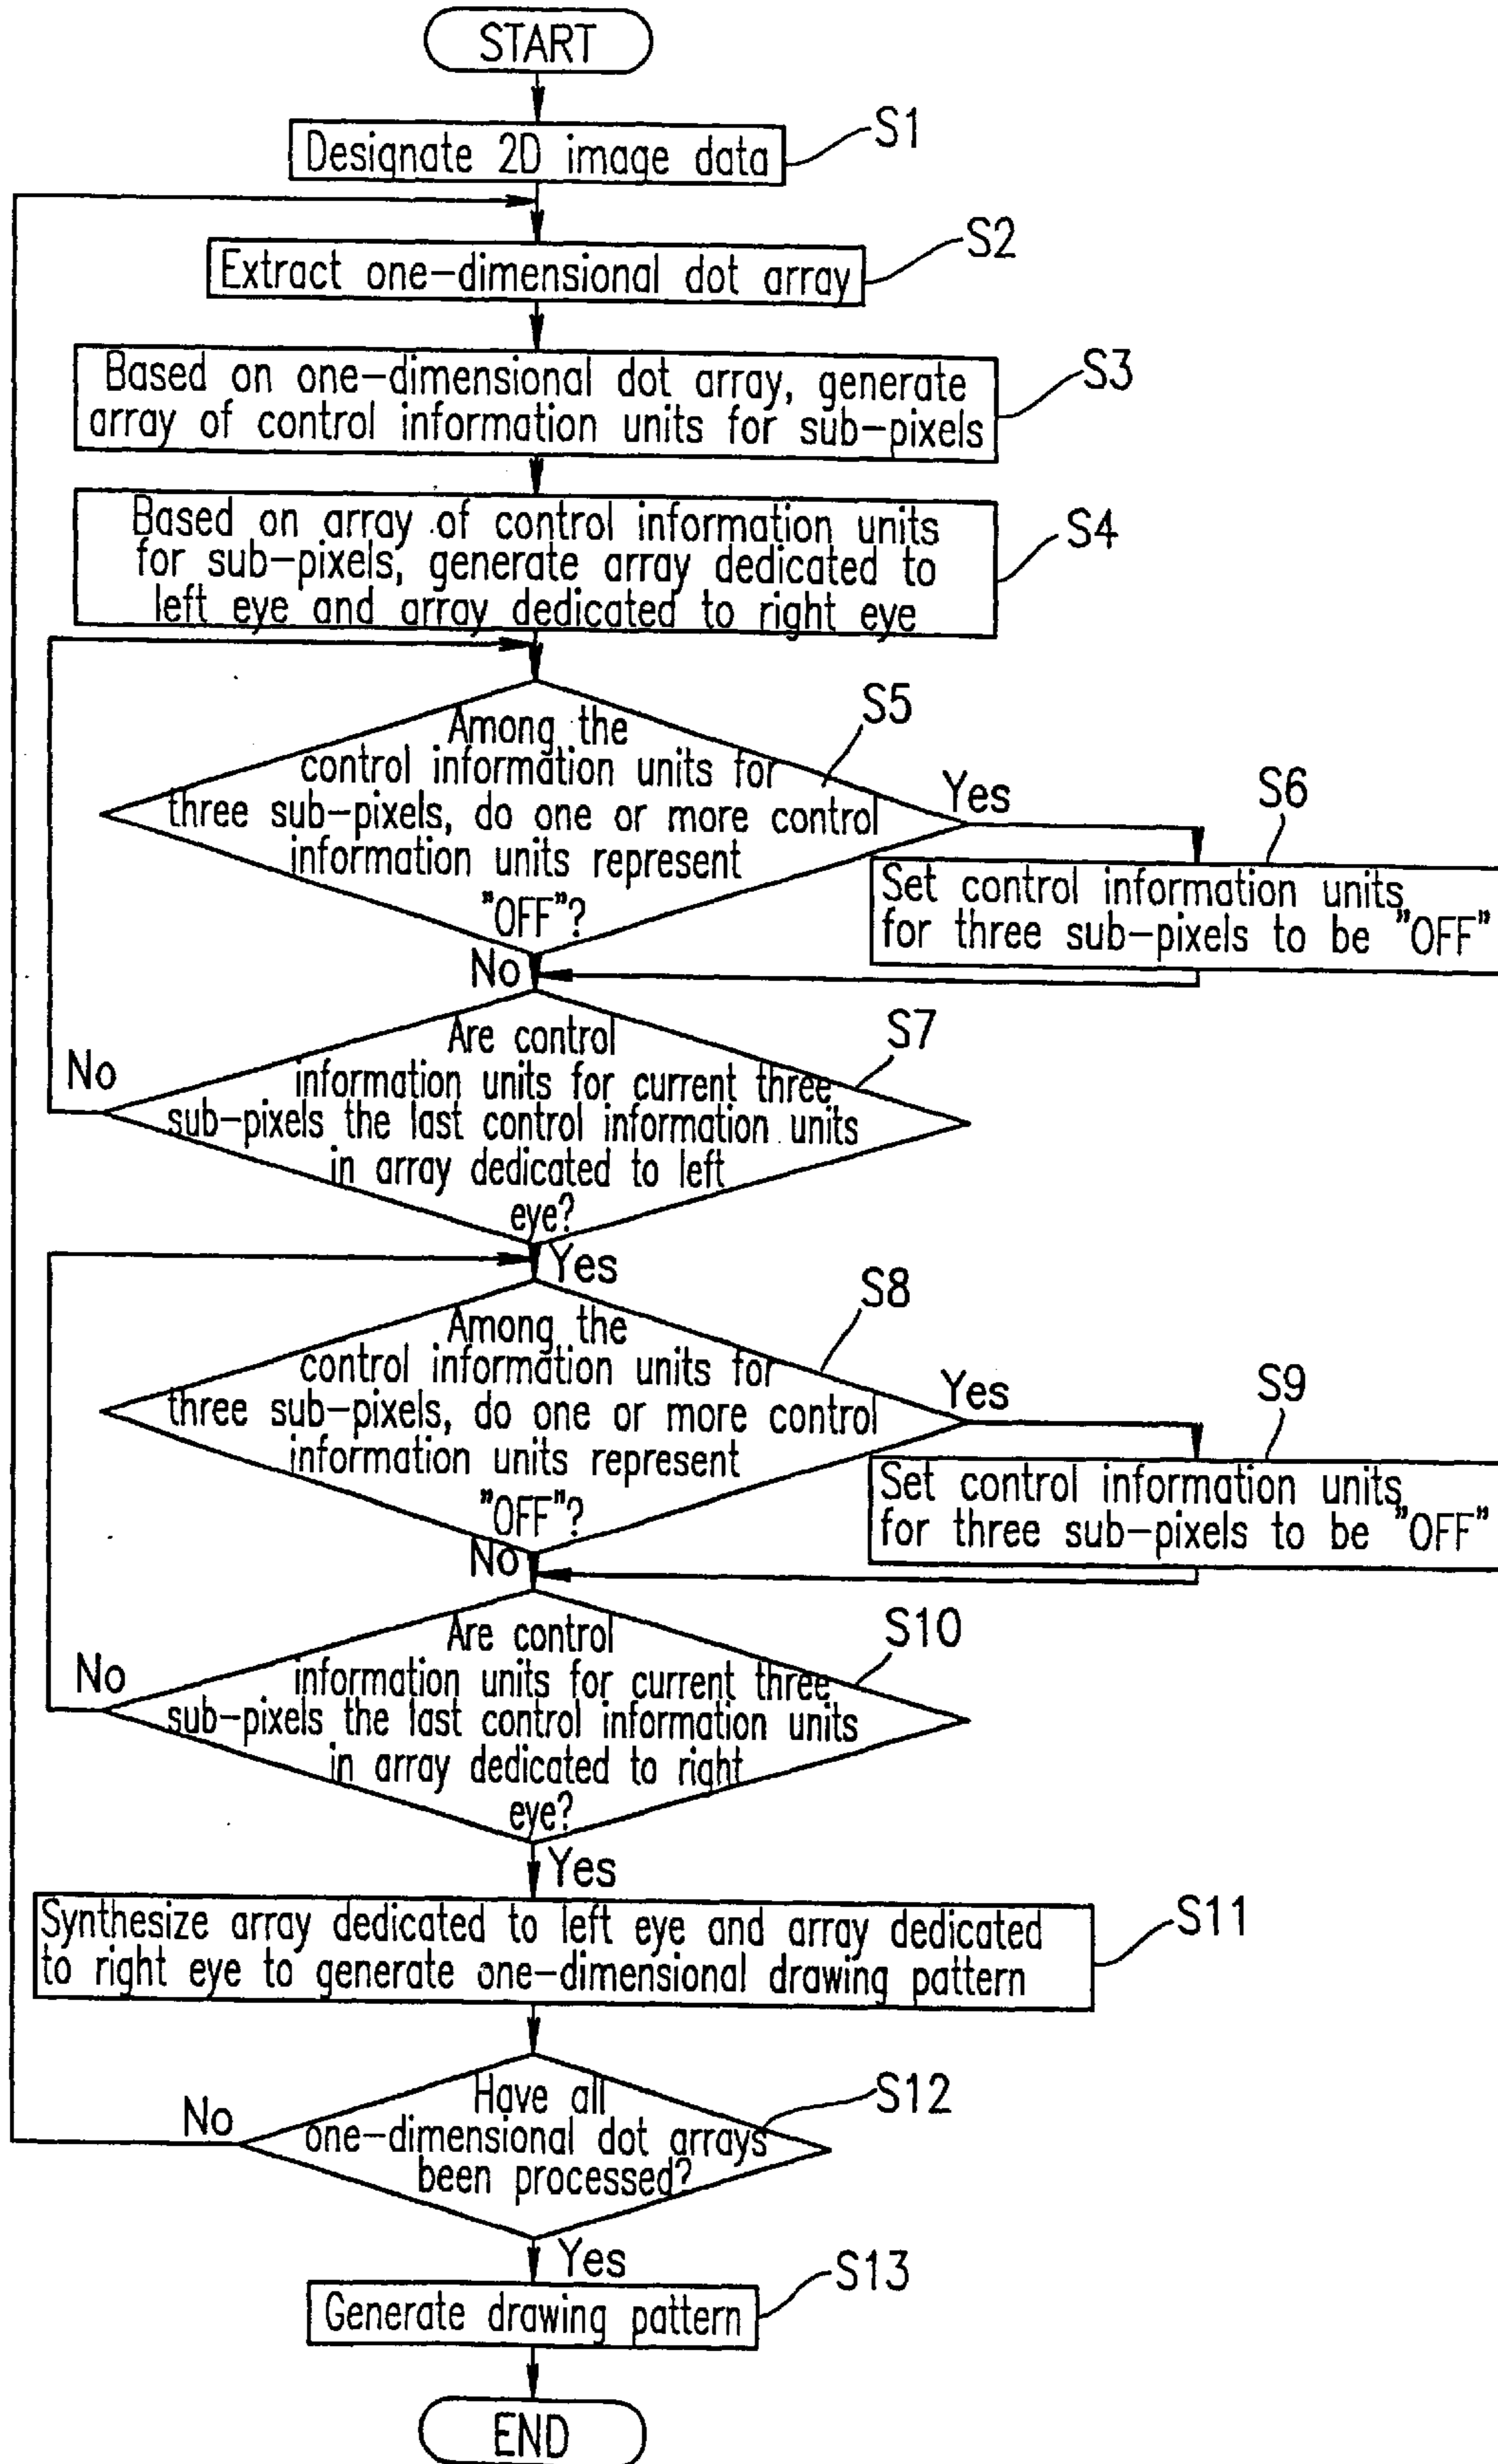 START
S1
Designate 2D image data
S2
Extract one-dimensional dot array
S3
Based on one-dimensional dot array, generate
array of control information units for sub-pixels
S4
Based on array of control information units
for sub-pixels, generate array dedicated to
left eye and array dedicated to right eye
S5
Among the
control information units for
three sub-pixels, do one or more control
information units represent
"OFF"?
Yes
S6
Set control information units
for three sub-pixels to be "OFF"
No
S7
Are control
information units for current three
sub-pixels the last control information units
in array dedicated to left
eye?
No
Yes
S8
Among the
control information units for
three sub-pixels, do one or more control
information units represent
"OFF"?
Yes
S9
Set control information units
for three sub-pixels to be "OFF"
No
S10
Are control
information units for current three
sub-pixels the last control information units
in array dedicated to right
eye?
No
Yes
S11
Synthesize array dedicated to left eye and array dedicated
to right eye to generate one-dimensional drawing pattern
S12
Have all
one-dimensional dot arrays
been processed?
No
Yes
S13
Generate drawing pattern
END